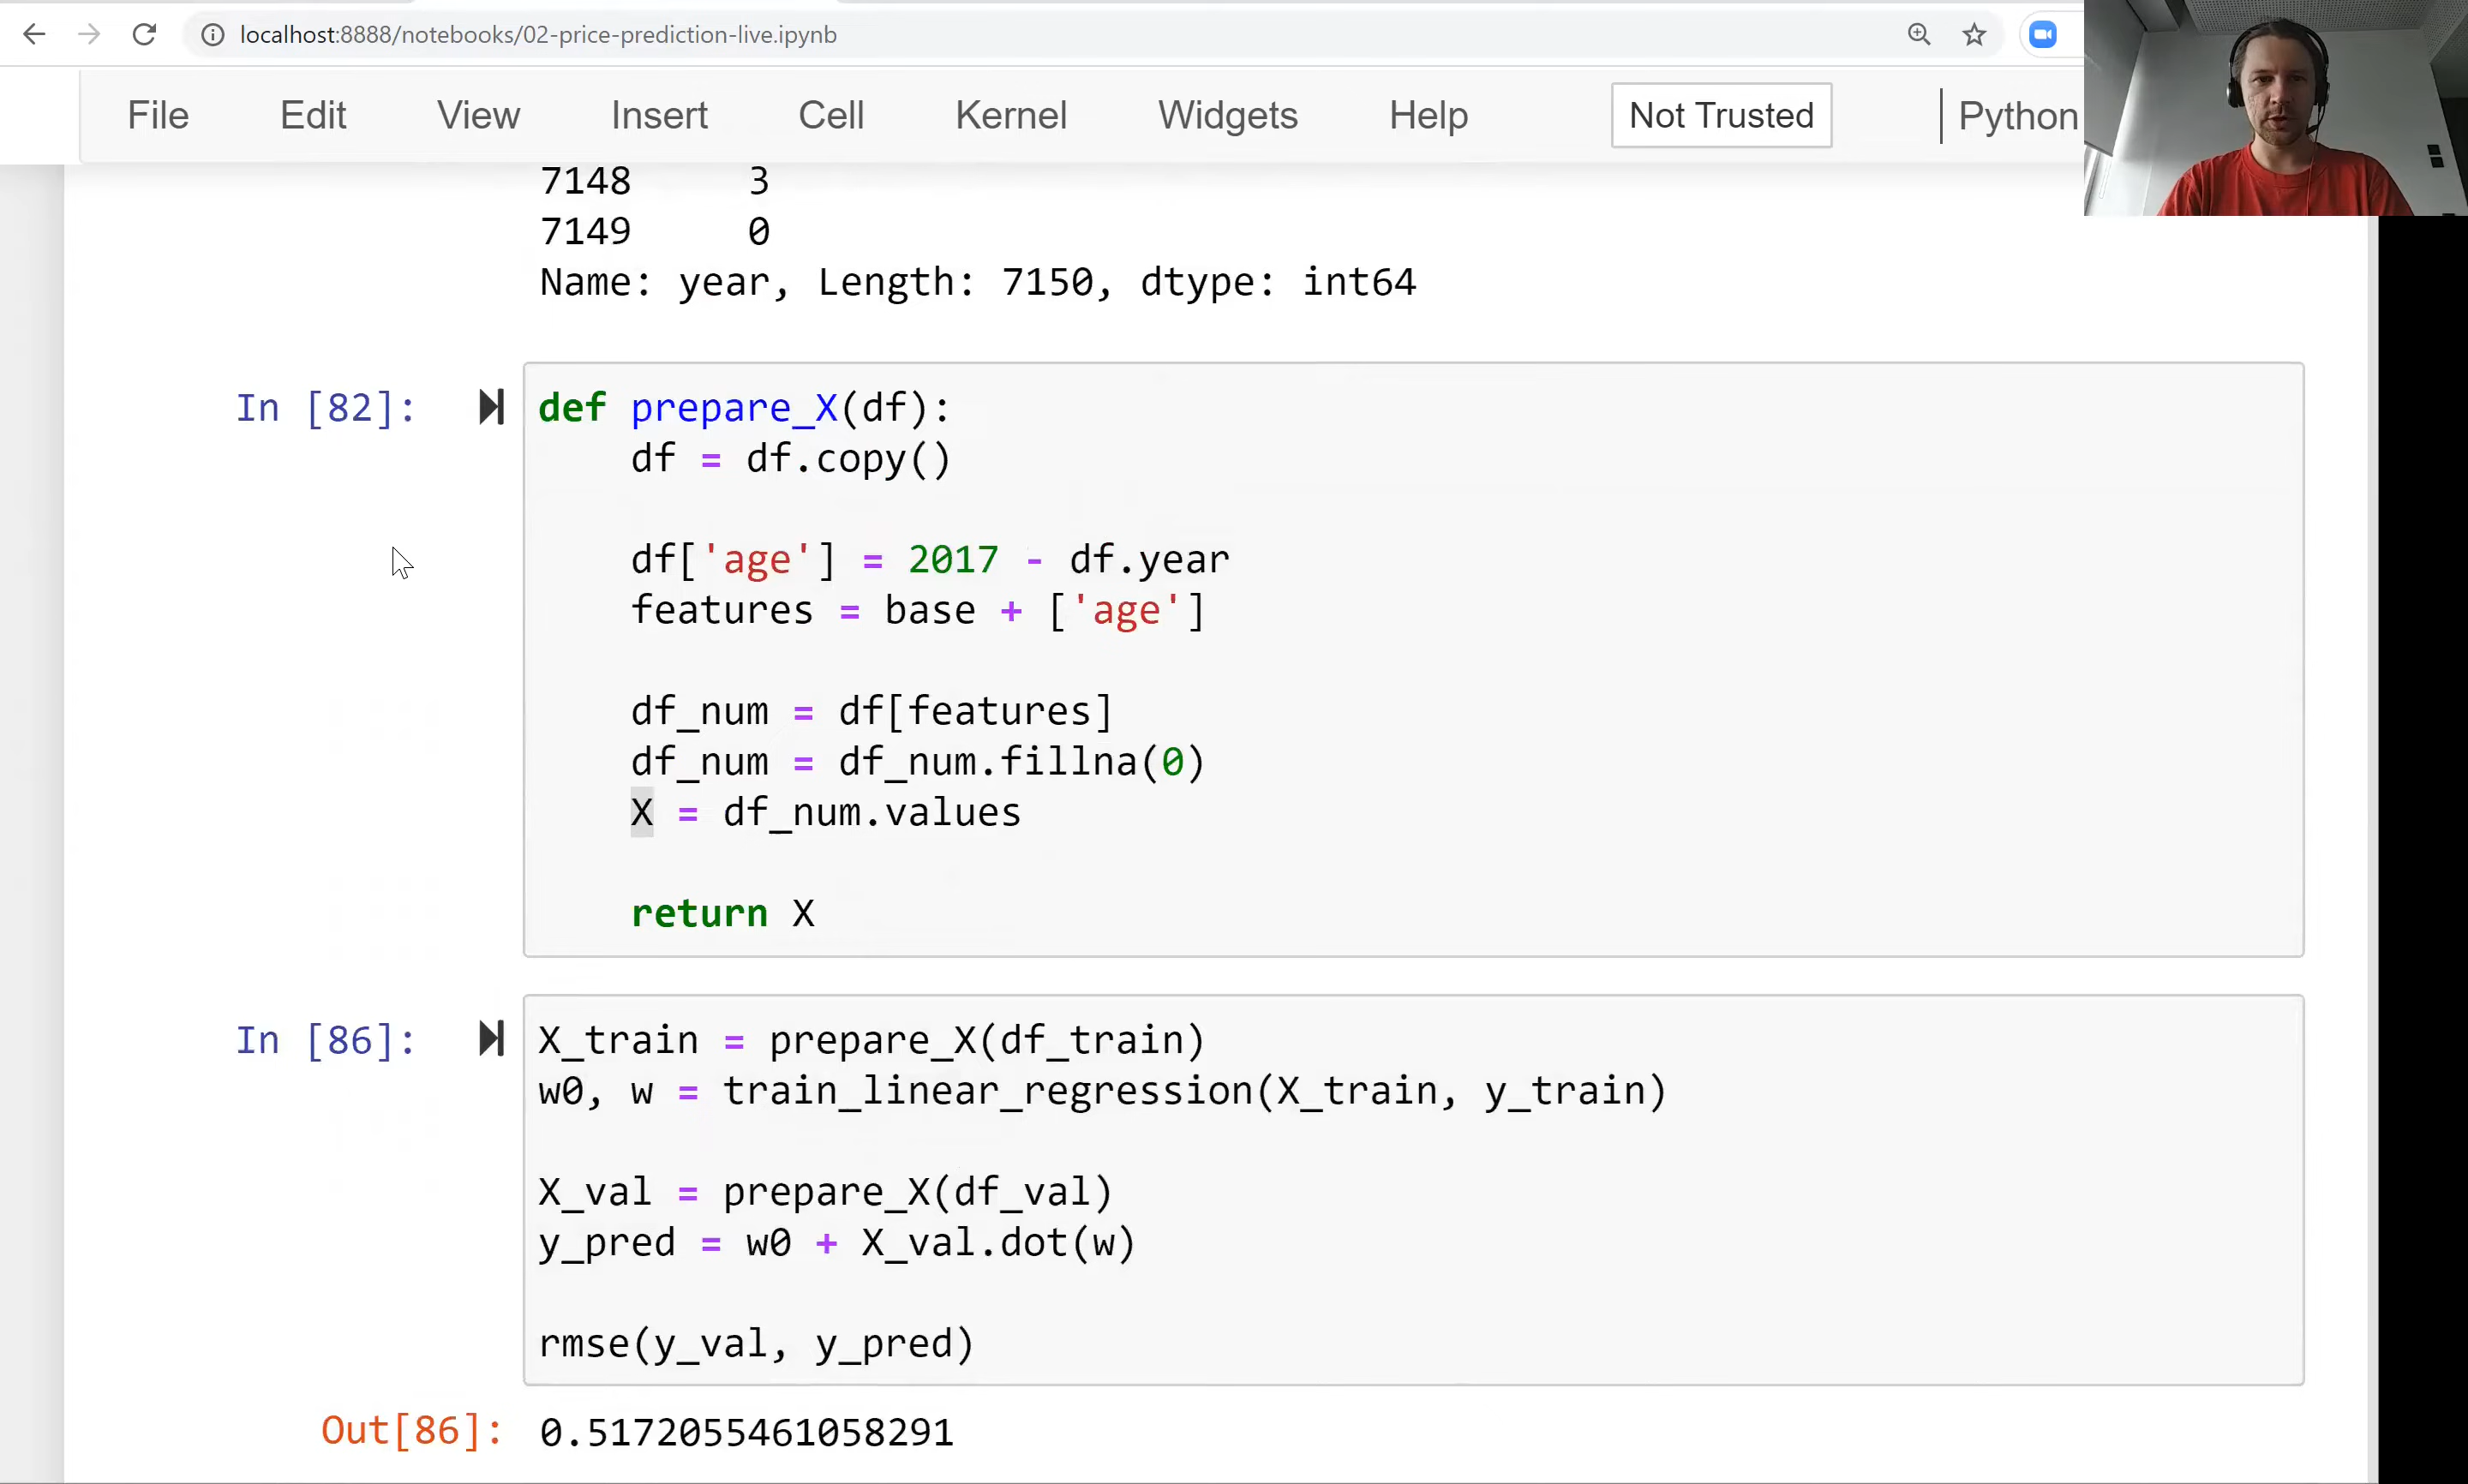 localhost:8888/notebooks/02-price-prediction-live.ipynb
File Edit View Insert Cell Kernel Widgets Help Not Trusted Python
7148 3
7149 0
Name: year, Length: 7150, dtype: int64
In [82]: def prepare_X(df):
df = df.copy()
df['age'] = 2017 - df.year
features = base + ['age']
df_num = df[features]
df_num = df_num.fillna(0)
X = df_num.values
return X
In [86]: X_train = prepare_X(df_train)
w0, w = train_linear_regression(X_train, y_train)
X_val = prepare_X(df_val)
y_pred = w0 + X_val.dot(w)
rmse(y_val, y_pred)
Out[86]: 0.5172055461058291